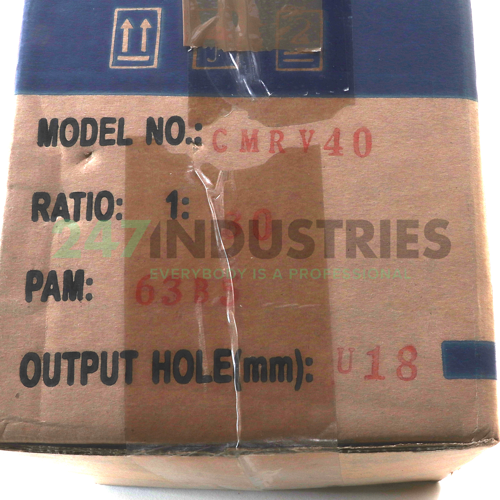 MODEL NO.: CMRV40
RATIO: 1:
247INDUSTRIES
EVERYBODY IS A PROFESSIONAL
PAM: 63B5
OUTPUT HOLE(mm): U18